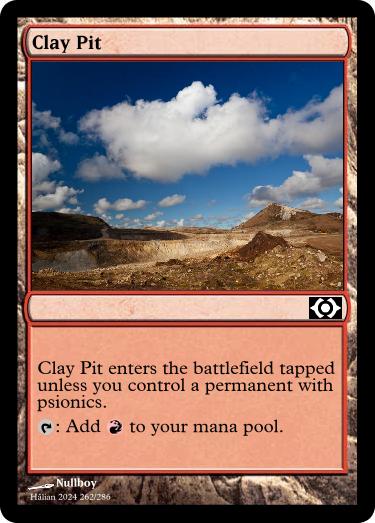 Clay Pit
Clay Pit enters the battlefield tapped
unless you control a permanent with
psionics.
: Add to your mana pool.
Nullboy
Hálian 2024 262/286